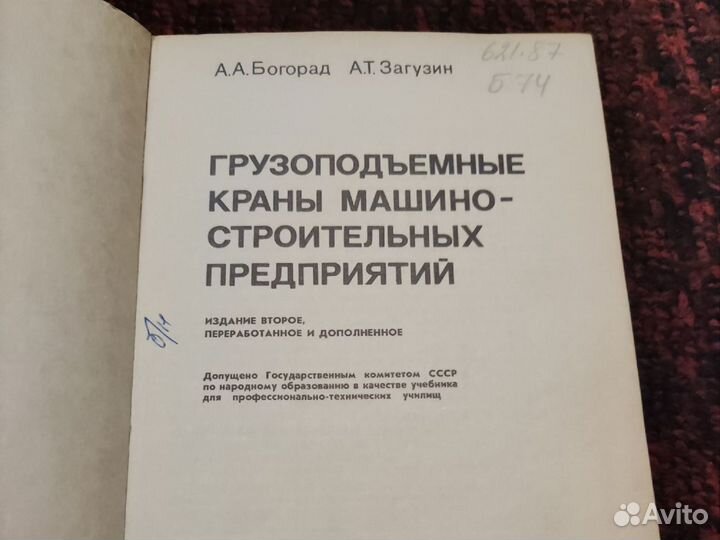 А.А.Богорад А.Т.Загузин
621.87
Б 74
ГРУЗОПОДЪЕМНЫЕ
КРАНЫ МАШИНО-
СТРОИТЕЛЬНЫХ
ПРЕДПРИЯТИЙ
б/н
ИЗДАНИЕ ВТОРОЕ,
ПЕРЕРАБОТАННОЕ И ДОПОЛНЕННОЕ
Допущено Государственным комитетом СССР
по народному образованию в качестве учебника
для профессионально-технических училищ
Avito